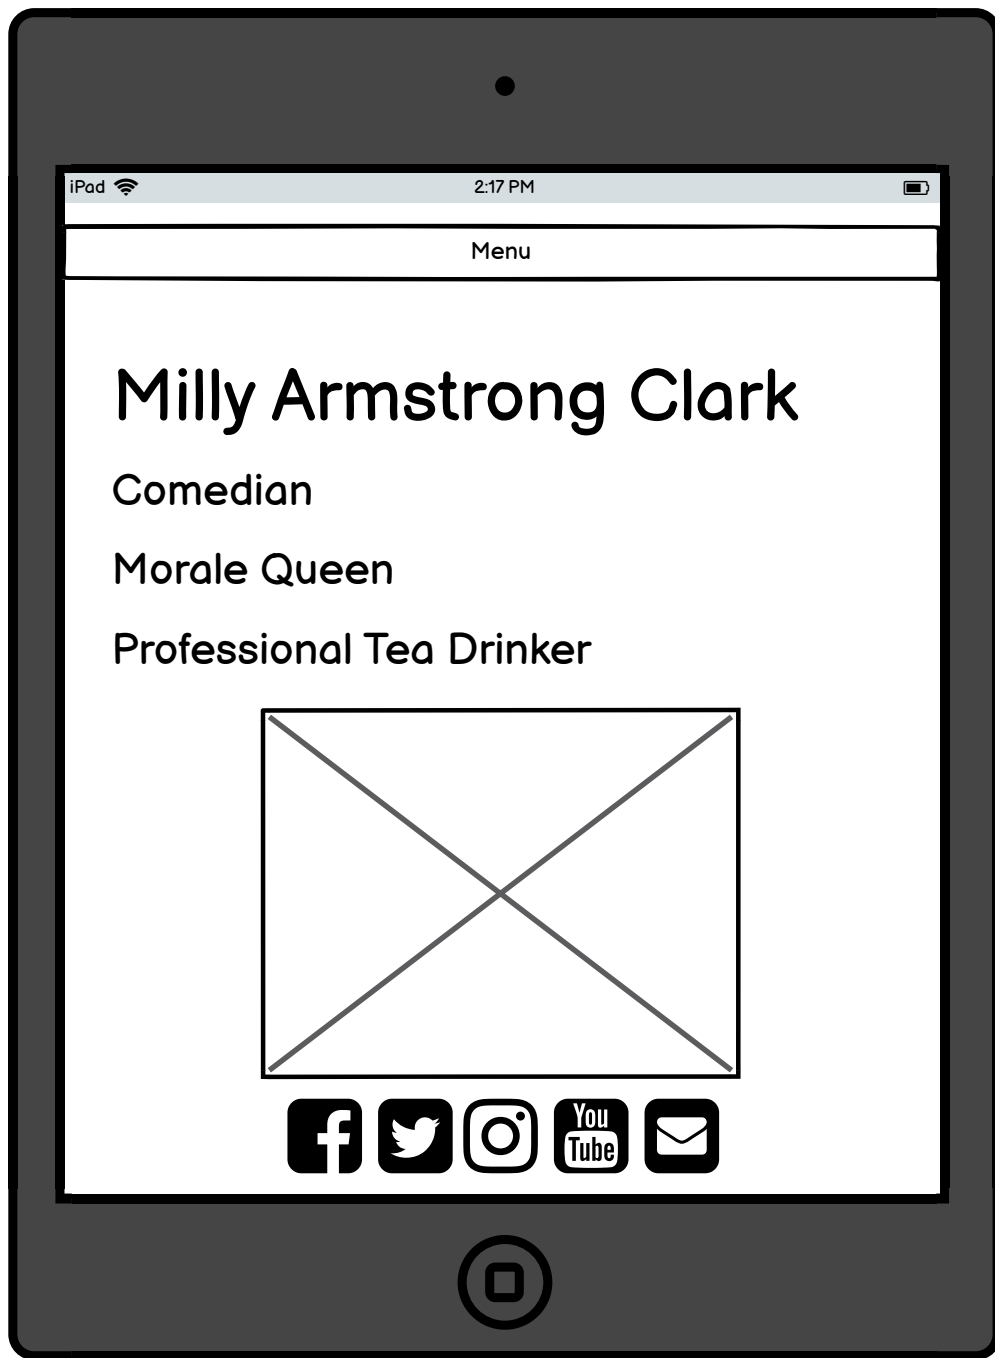 iPad 2:17 PM
Menu
Milly Armstrong Clark
Comedian
Morale Queen
Professional Tea Drinker
You
Tube